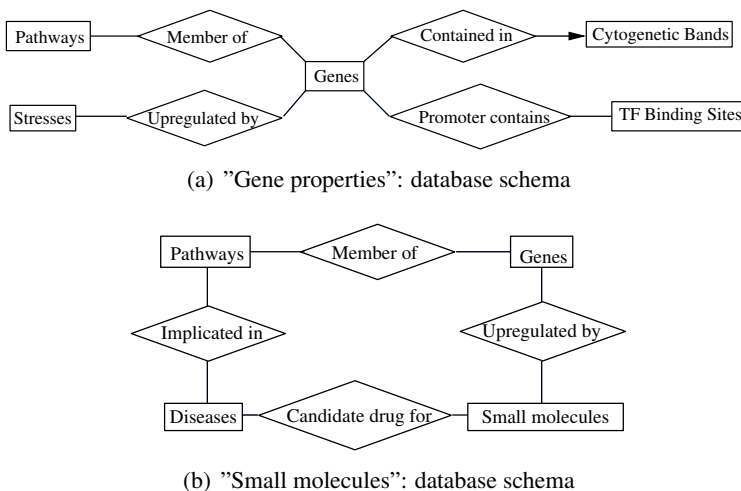 Pathways
Member of
Contained in
Cytogenetic Bands
Genes
Stresses
Upregulated by
Promoter contains
TF Binding Sites
(a) ”Gene properties”: database schema
Pathways
Member of
Genes
Implicated in
Upregulated by
Diseases
Candidate drug for
Small molecules
(b) ”Small molecules”: database schema